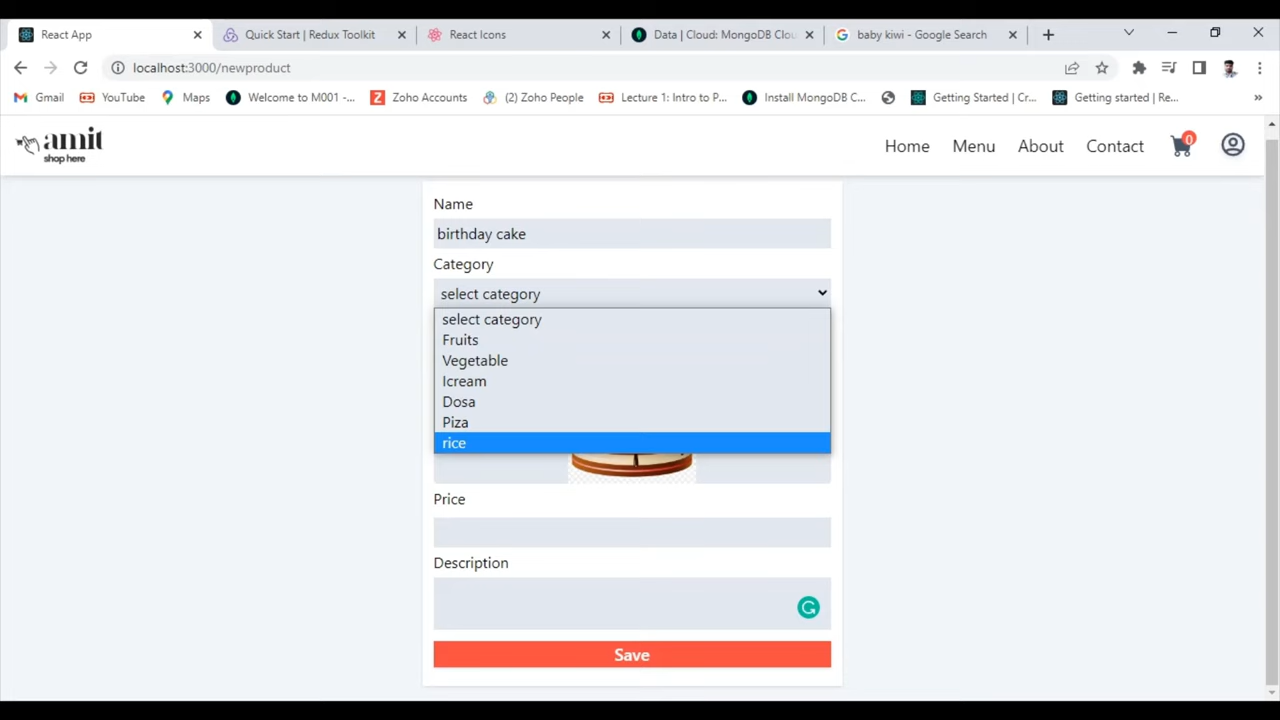 React App
Quick Start | Redux Toolkit
React Icons
Data | Cloud: MongoDB Clou
baby kiwi - Google Search
localhost:3000/newproduct
Gmail
YouTube
Maps
Welcome to M001 -...
Zoho Accounts
(2) Zoho People
Lecture 1: Intro to P...
Install MongoDB C...
Getting Started | Cr...
Getting started | Re...
amit
shop here
Home
Menu
About
Contact
0
Name
birthday cake
Category
select category
select category
Fruits
Vegetable
Icream
Dosa
Piza
rice
Price
Description
Save